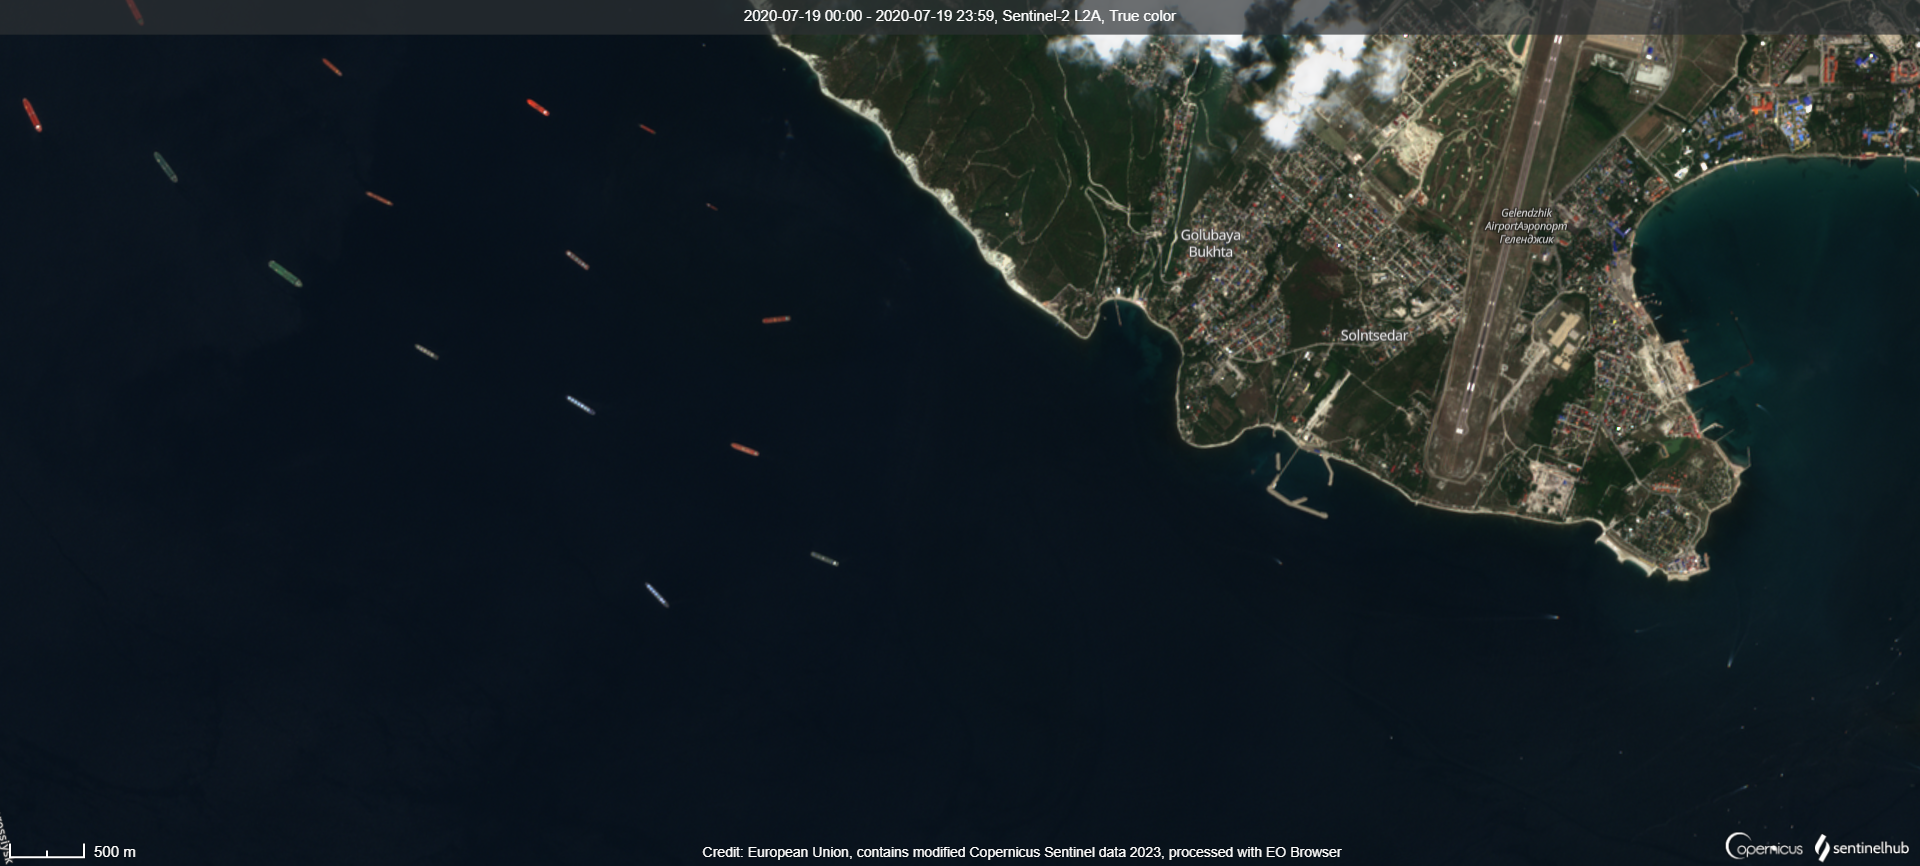 2020-07-19 00:00 - 2020-07-19 23:59, Sentinel-2 L2A, True color
Gelendzhik
AirportАэропорт
Геленджик
Golubaya
Bukhta
Solntsedar
500 m
Credit: European Union, contains modified Copernicus Sentinel data 2023, processed with EO Browser
Copernicus
sentinelhub